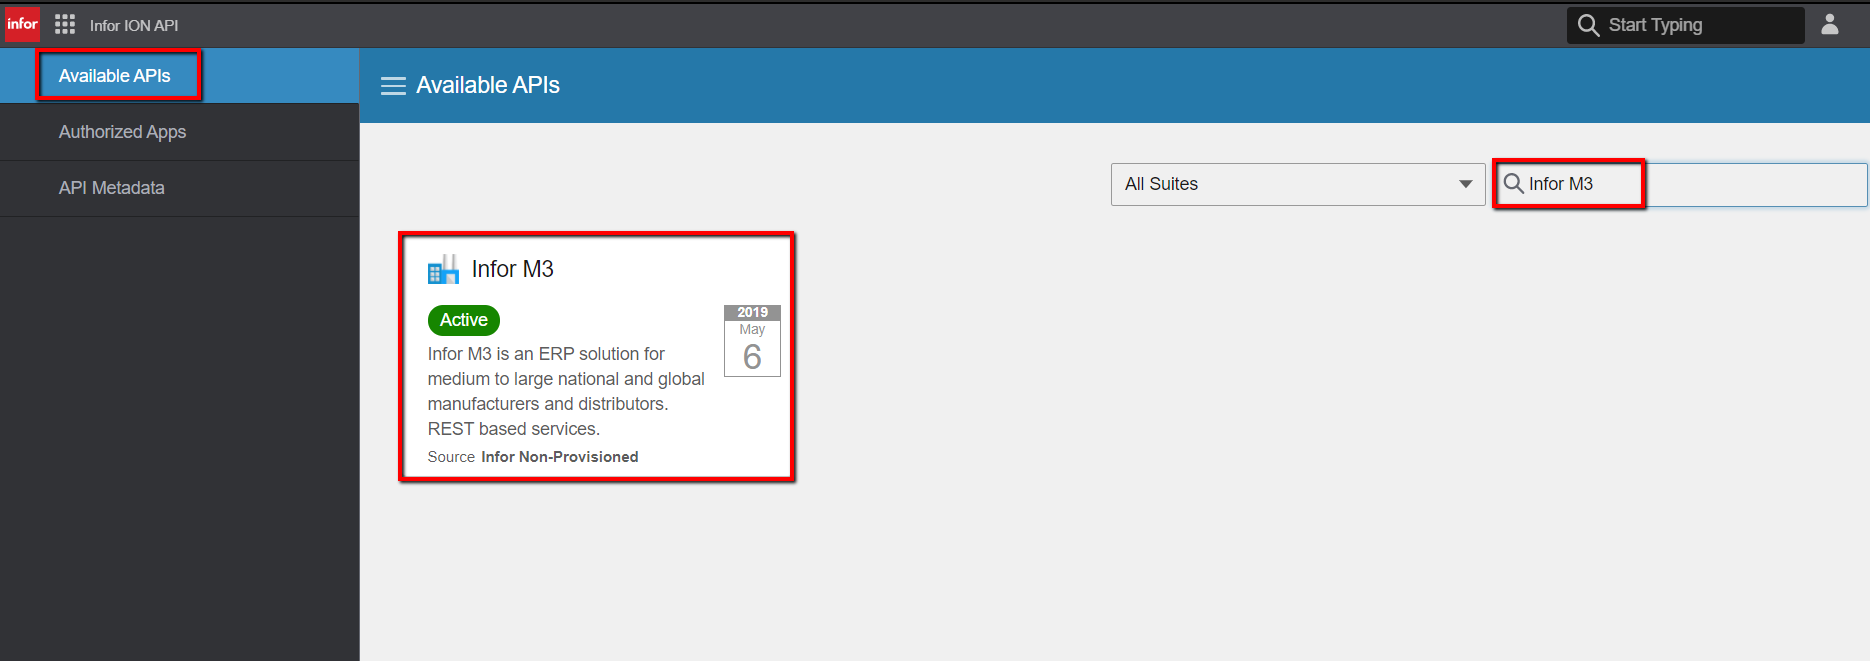 infor
Infor ION API
Start Typing
Available APIs
Authorized Apps
API Metadata
Available APIs
All Suites
Infor M3
Infor M3
Active
2019
May
6
Infor M3 is an ERP solution for
medium to large national and global
manufacturers and distributors.
REST based services.
Source Infor Non-Provisioned